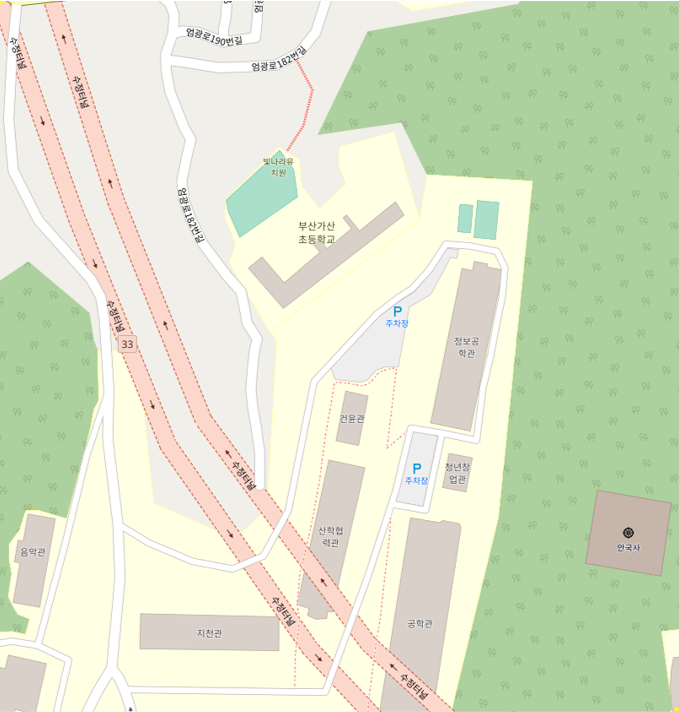 엄광로190번길
엄광로182번길
수정터널
수정터널
빛나라유
치원
엄광로182번길
부산가산
초등학교
수정터널
P
주차장
33
정보공
학관
건윤관
P
주차장
청년창
업관
수정터널
산학협
력관
음악관
안국사
수정터널
지천관
공학관
수정터널